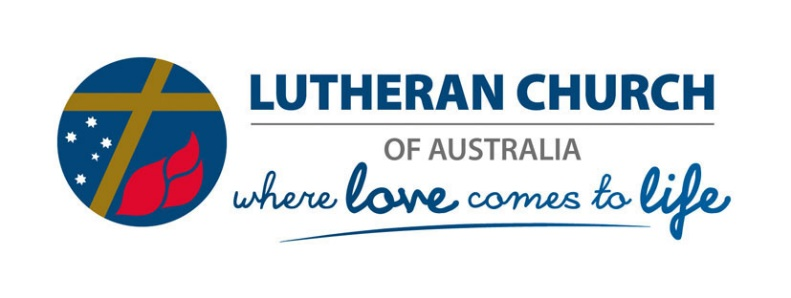 LUTHERAN CHURCH
OF AUSTRALIA
where love comes to life